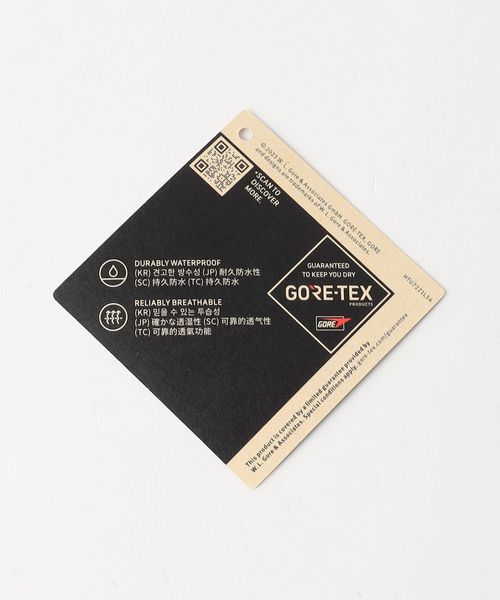 *SCAN TO
DISCOVER
MORE.
© 2023 W. L. Gore & Associates GmbH. GORE-TEX, GORE
and designs are trademarks of W. L. Gore & Associates.
HTU7221LS4
DURABLY WATERPROOF
(KR) 견고한 방수성 (JP) 耐久防水性
(SC) 持久防水 (TC) 持久防水
RELIABLY BREATHABLE
(KR) 믿을 수 있는 투습성
(JP) 確かな透湿性 (SC) 可靠的透气性
(TC) 可靠的透氣功能
GUARANTEED
TO KEEP YOU DRY
GORE-TEX
PRODUCTS
GORE
This product is covered by a limited guarantee provided by
W. L. Gore & Associates. Special conditions apply. gore-tex.com/guarantee